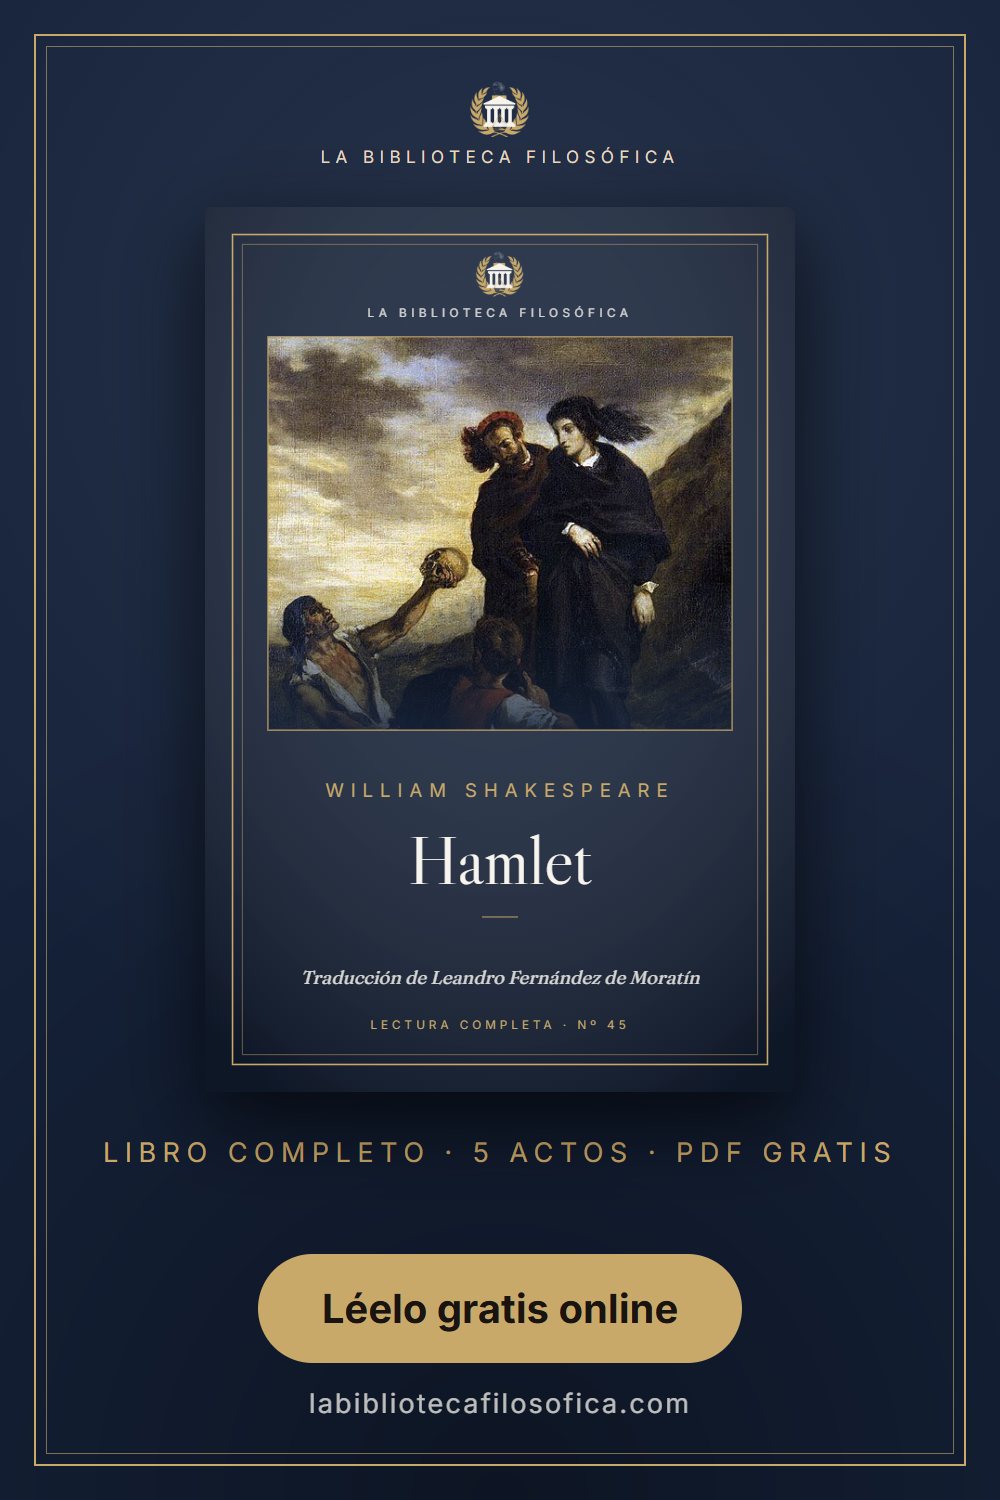 LA BIBLIOTECA FILOSÓFICA
LA BIBLIOTECA FILOSÓFICA
WILLIAM SHAKESPEARE
Hamlet
Traducción de Leandro Fernández de Moratín
LECTURA COMPLETA · Nº 45
LIBRO COMPLETO · 5 ACTOS · PDF GRATIS
Léelo gratis online
labibliotecafilosofica.com